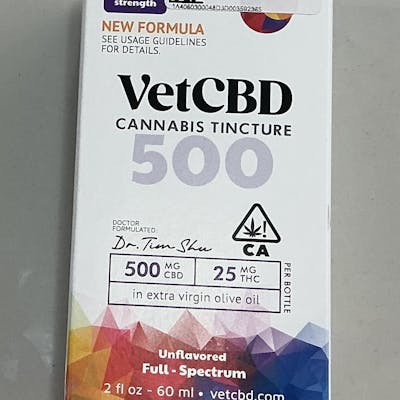 strength
NEW FORMULA
SEE USAGE GUIDELINES
FOR DETAILS.
VetCBD
CANNABIS TINCTURE
500
DOCTOR
FORMULATED:
Dr. Tim Shu
CA
500 MG CBD
25 MG THC
PER BOTTLE
in extra virgin olive oil
Unflavored
Full - Spectrum
2 fl oz - 60 ml • vetcbd.com